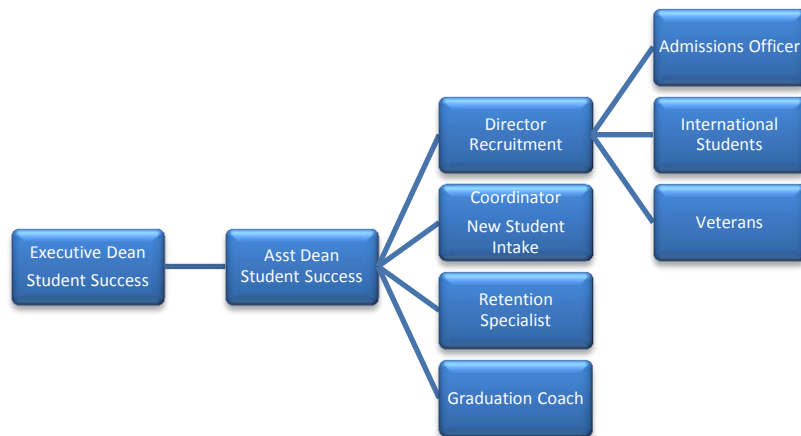 Executive Dean
Student Success
Asst Dean
Student Success
Director
Recruitment
Coordinator
New Student
Intake
Retention
Specialist
Graduation Coach
Admissions Officer
International
Students
Veterans